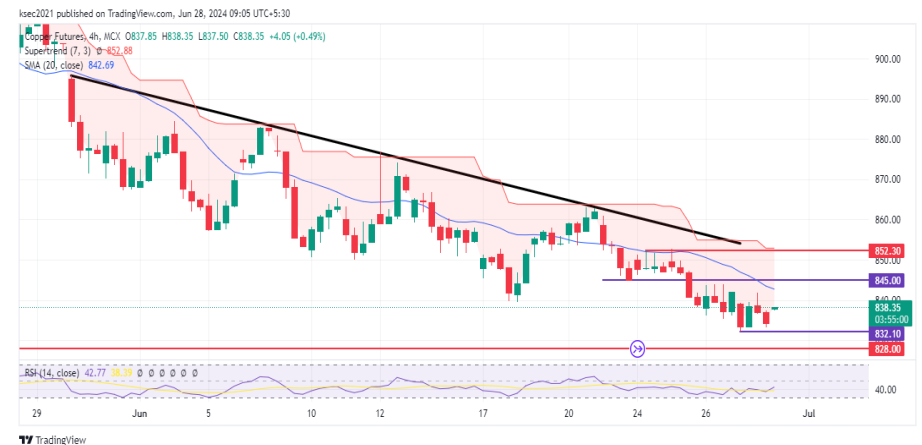 ksec2021 published on TradingView.com, Jun 28, 2024 09:05 UTC+5:30
Copper Futures, 4h, MCX O837.85 H838.35 L837.50 C838.35 +4.05 (+0.49%)
Supertrend (7, 3) Ø 852.88
SMA (20, close) 842.69
900.00
890.00
880.00
870.00
860.00
852.30
850.00
845.00
840.00
838.35
03:55:00
832.10
828.00
RSI (14, close) 42.77 38.19 Ø Ø Ø Ø Ø Ø
40.00
29 Jun 5 10 12 17 20 24 26 Jul
TradingView